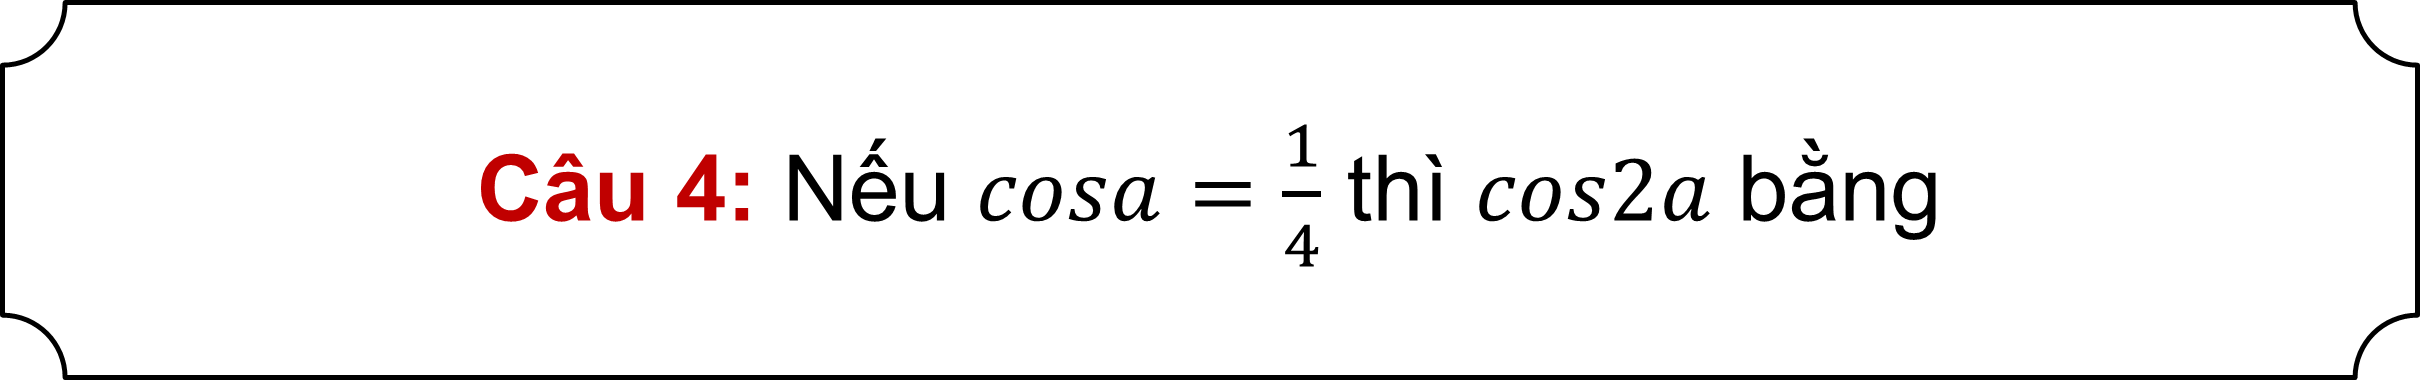 Câu 4: Nếu cosa = 1/4 thì cos2a bằng